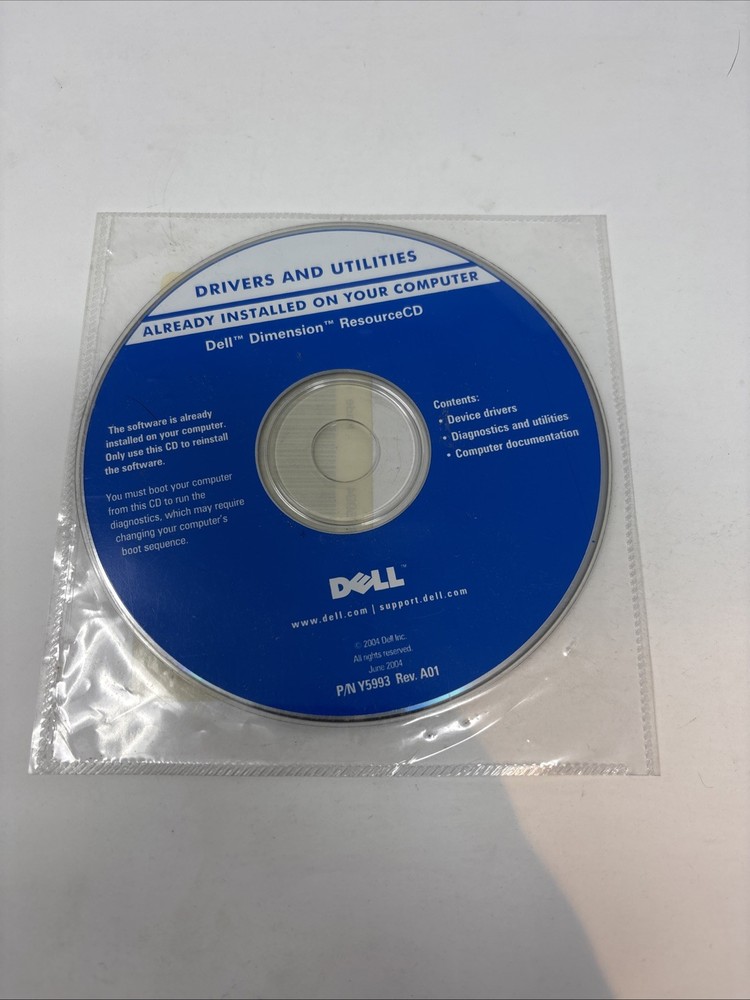 DRIVERS AND UTILITIES
ALREADY INSTALLED ON YOUR COMPUTER
Dell™ Dimension™ ResourceCD
The software is already
installed on your computer.
Only use this CD to reinstall
the software.
You must boot your computer
from this CD to run the
diagnostics, which may require
changing your computer's
boot sequence.
Contents:
• Device drivers
• Diagnostics and utilities
• Computer documentation
DELL™
www.dell.com | support.dell.com
© 2004 Dell Inc.
All rights reserved.
June 2004
P/N Y5993 Rev. A01